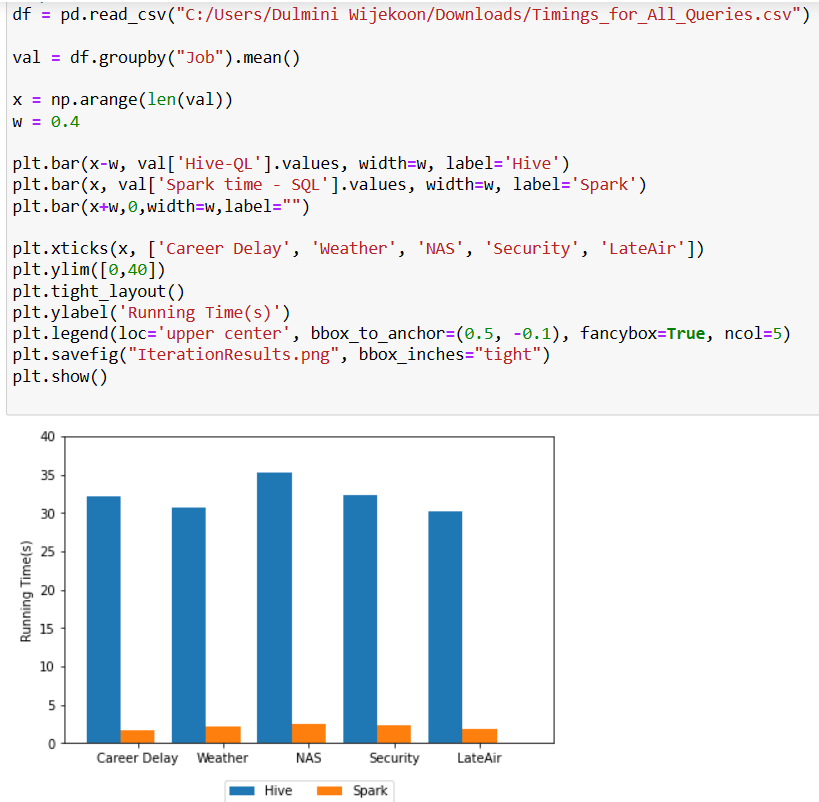 df = pd.read_csv("C:/Users/Dulmini Wijekoon/Downloads/Timings_for_All_Queries.csv")
val = df.groupby("Job").mean()
x = np.arange(len(val))
w = 0.4
plt.bar(x-w, val['Hive-QL'].values, width=w, label='Hive')
plt.bar(x, val['Spark time - SQL'].values, width=w, label='Spark')
plt.bar(x+w,0,width=w,label="")
plt.xticks(x, ['Career Delay', 'Weather', 'NAS', 'Security', 'LateAir'])
plt.ylim([0,40])
plt.tight_layout()
plt.ylabel('Running Time(s)')
plt.legend(loc='upper center', bbox_to_anchor=(0.5, -0.1), fancybox=True, ncol=5)
plt.savefig("IterationResults.png", bbox_inches="tight")
plt.show()
40
35
30
25
20
15
10
5
0
Running Time(s)
Career Delay Weather NAS Security LateAir
Hive Spark